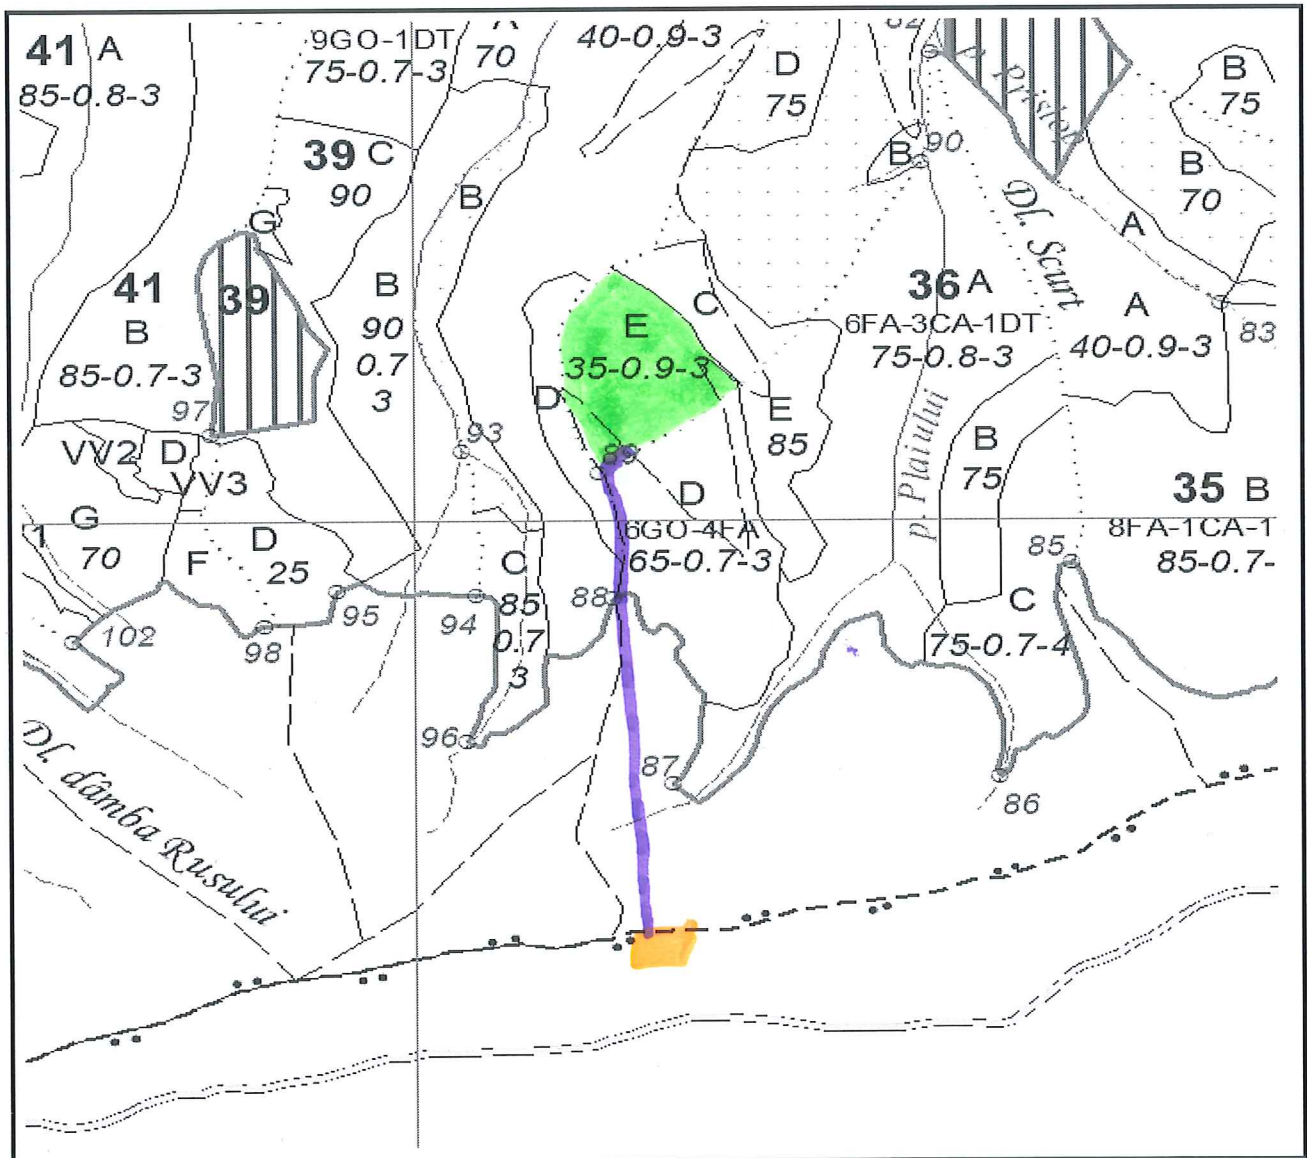 41 A
85-0.8-3
9GO-1DT
75-0.7-3
70
40-0.9-3
D
75
p. Prislop
B
75
39 C
90
B
B
90
B
70
G
Dl. Scurt
A
41
B
85-0.7-3
39
B
90
0.7
3
E
35-0.9-3
C
36 A
6FA-3CA-1DT
75-0.8-3
A
40-0.9-3
83
97
D
E
85
p. Plaiului
B
75
VV2
D
VV3
93
D
6GO-4FA
65-0.7-3
35 B
8FA-1CA-1
85-0.7-
1
G
70
F
D
25
C
85
0.7
3
88
85
C
75-0.7-4
102
98
95
94
96
87
86
Dl. dâmba Rusului